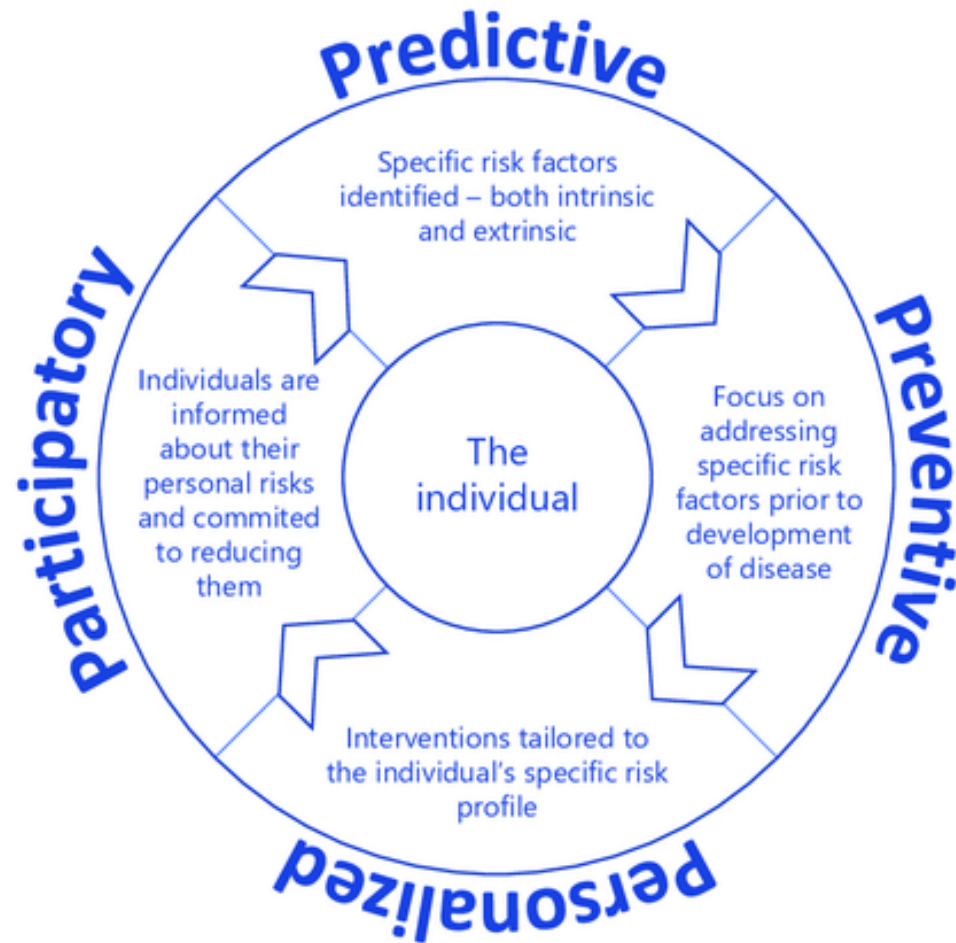 Predictive
Specific risk factors
identified – both intrinsic
and extrinsic
Preventive
Focus on
addressing
specific risk
factors prior to
development
of disease
Personalized
Interventions tailored to
the individual's specific risk
profile
Participatory
Individuals are
informed
about their
personal risks
and commited
to reducing
them
The
individual